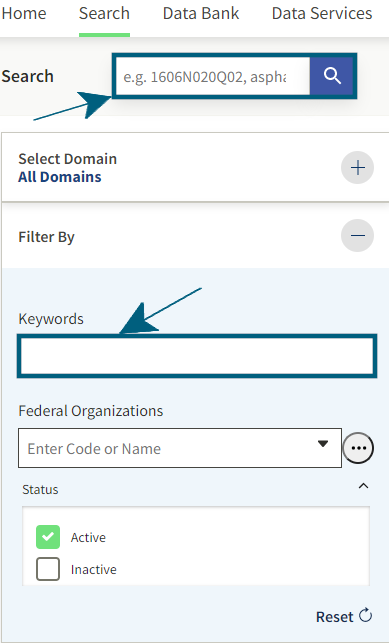 Home Search Data Bank Data Services
Search
e.g. 1606N020Q02, aspha
Select Domain
All Domains
Filter By
Keywords
Federal Organizations
Enter Code or Name
Status
Active
Inactive
Reset